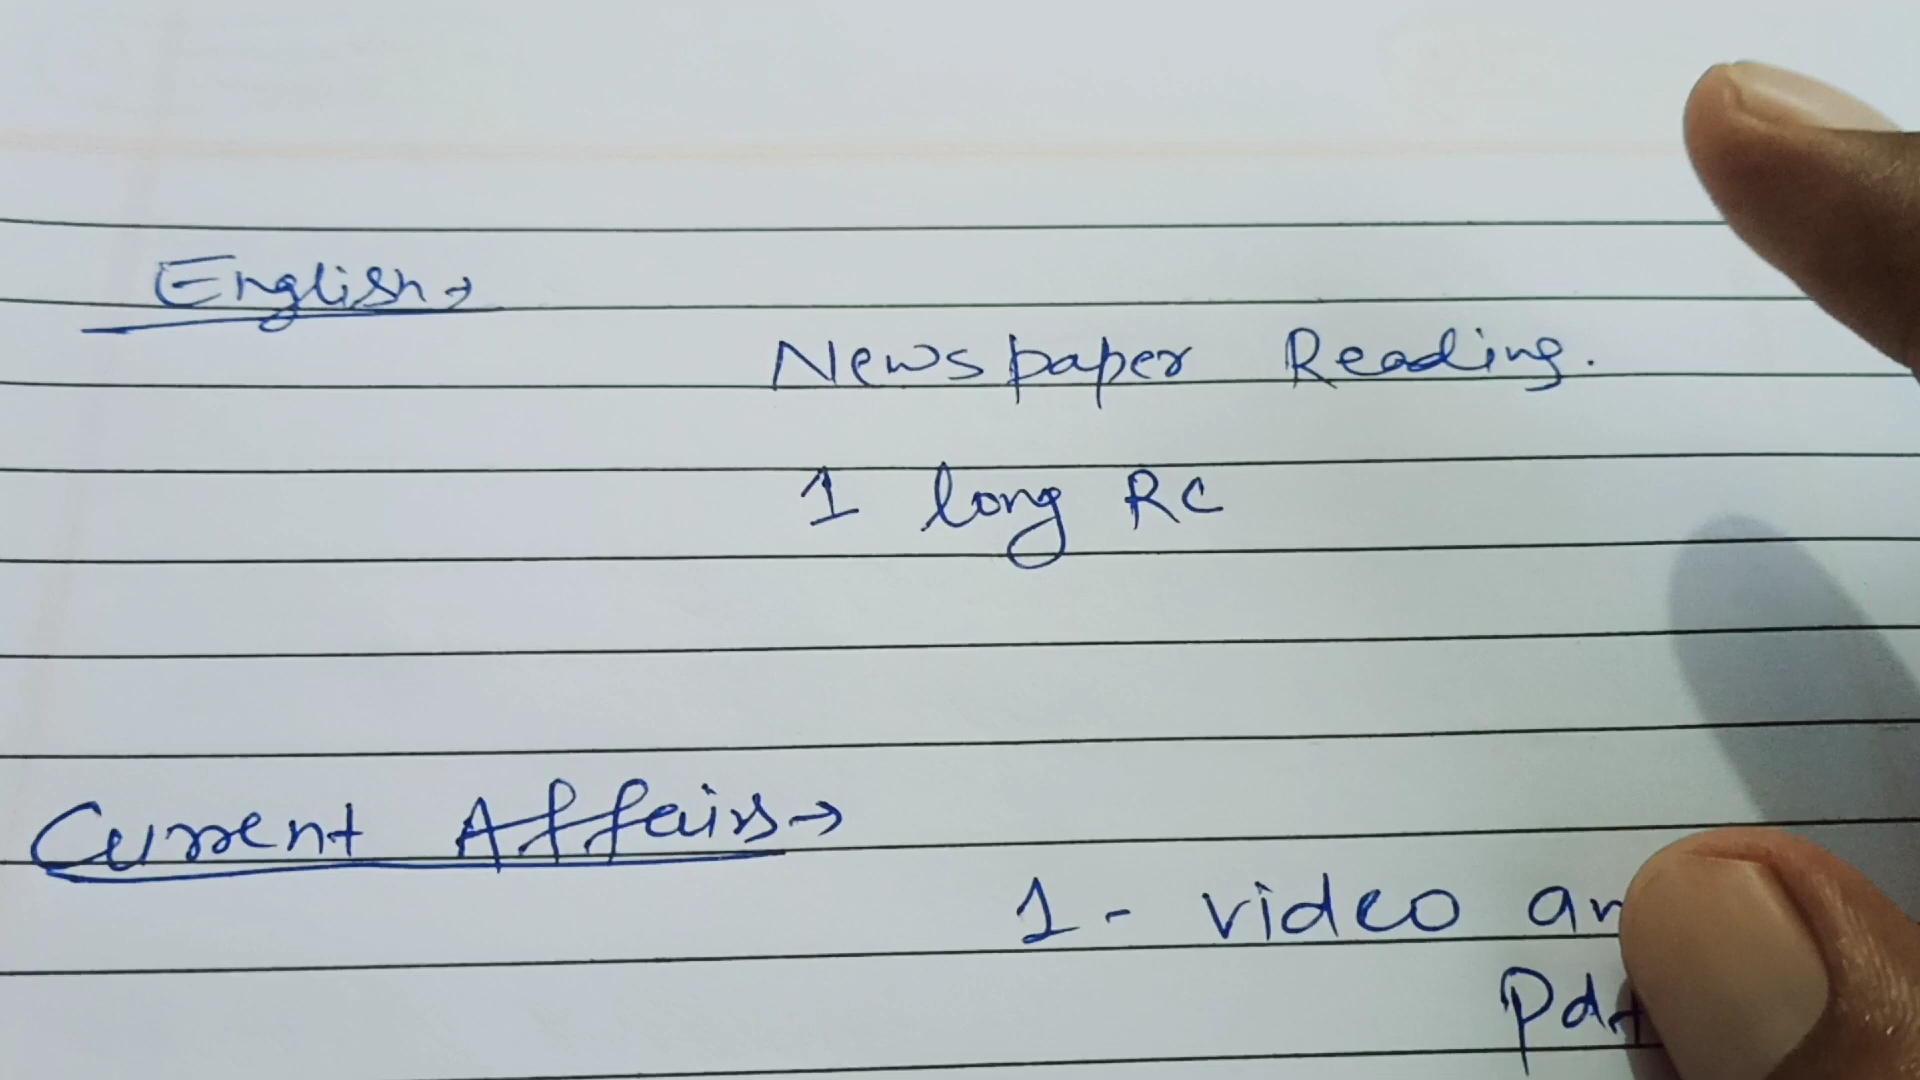 English →
Newspaper Reading.
1 long RC
Current Affairs →
1 - video